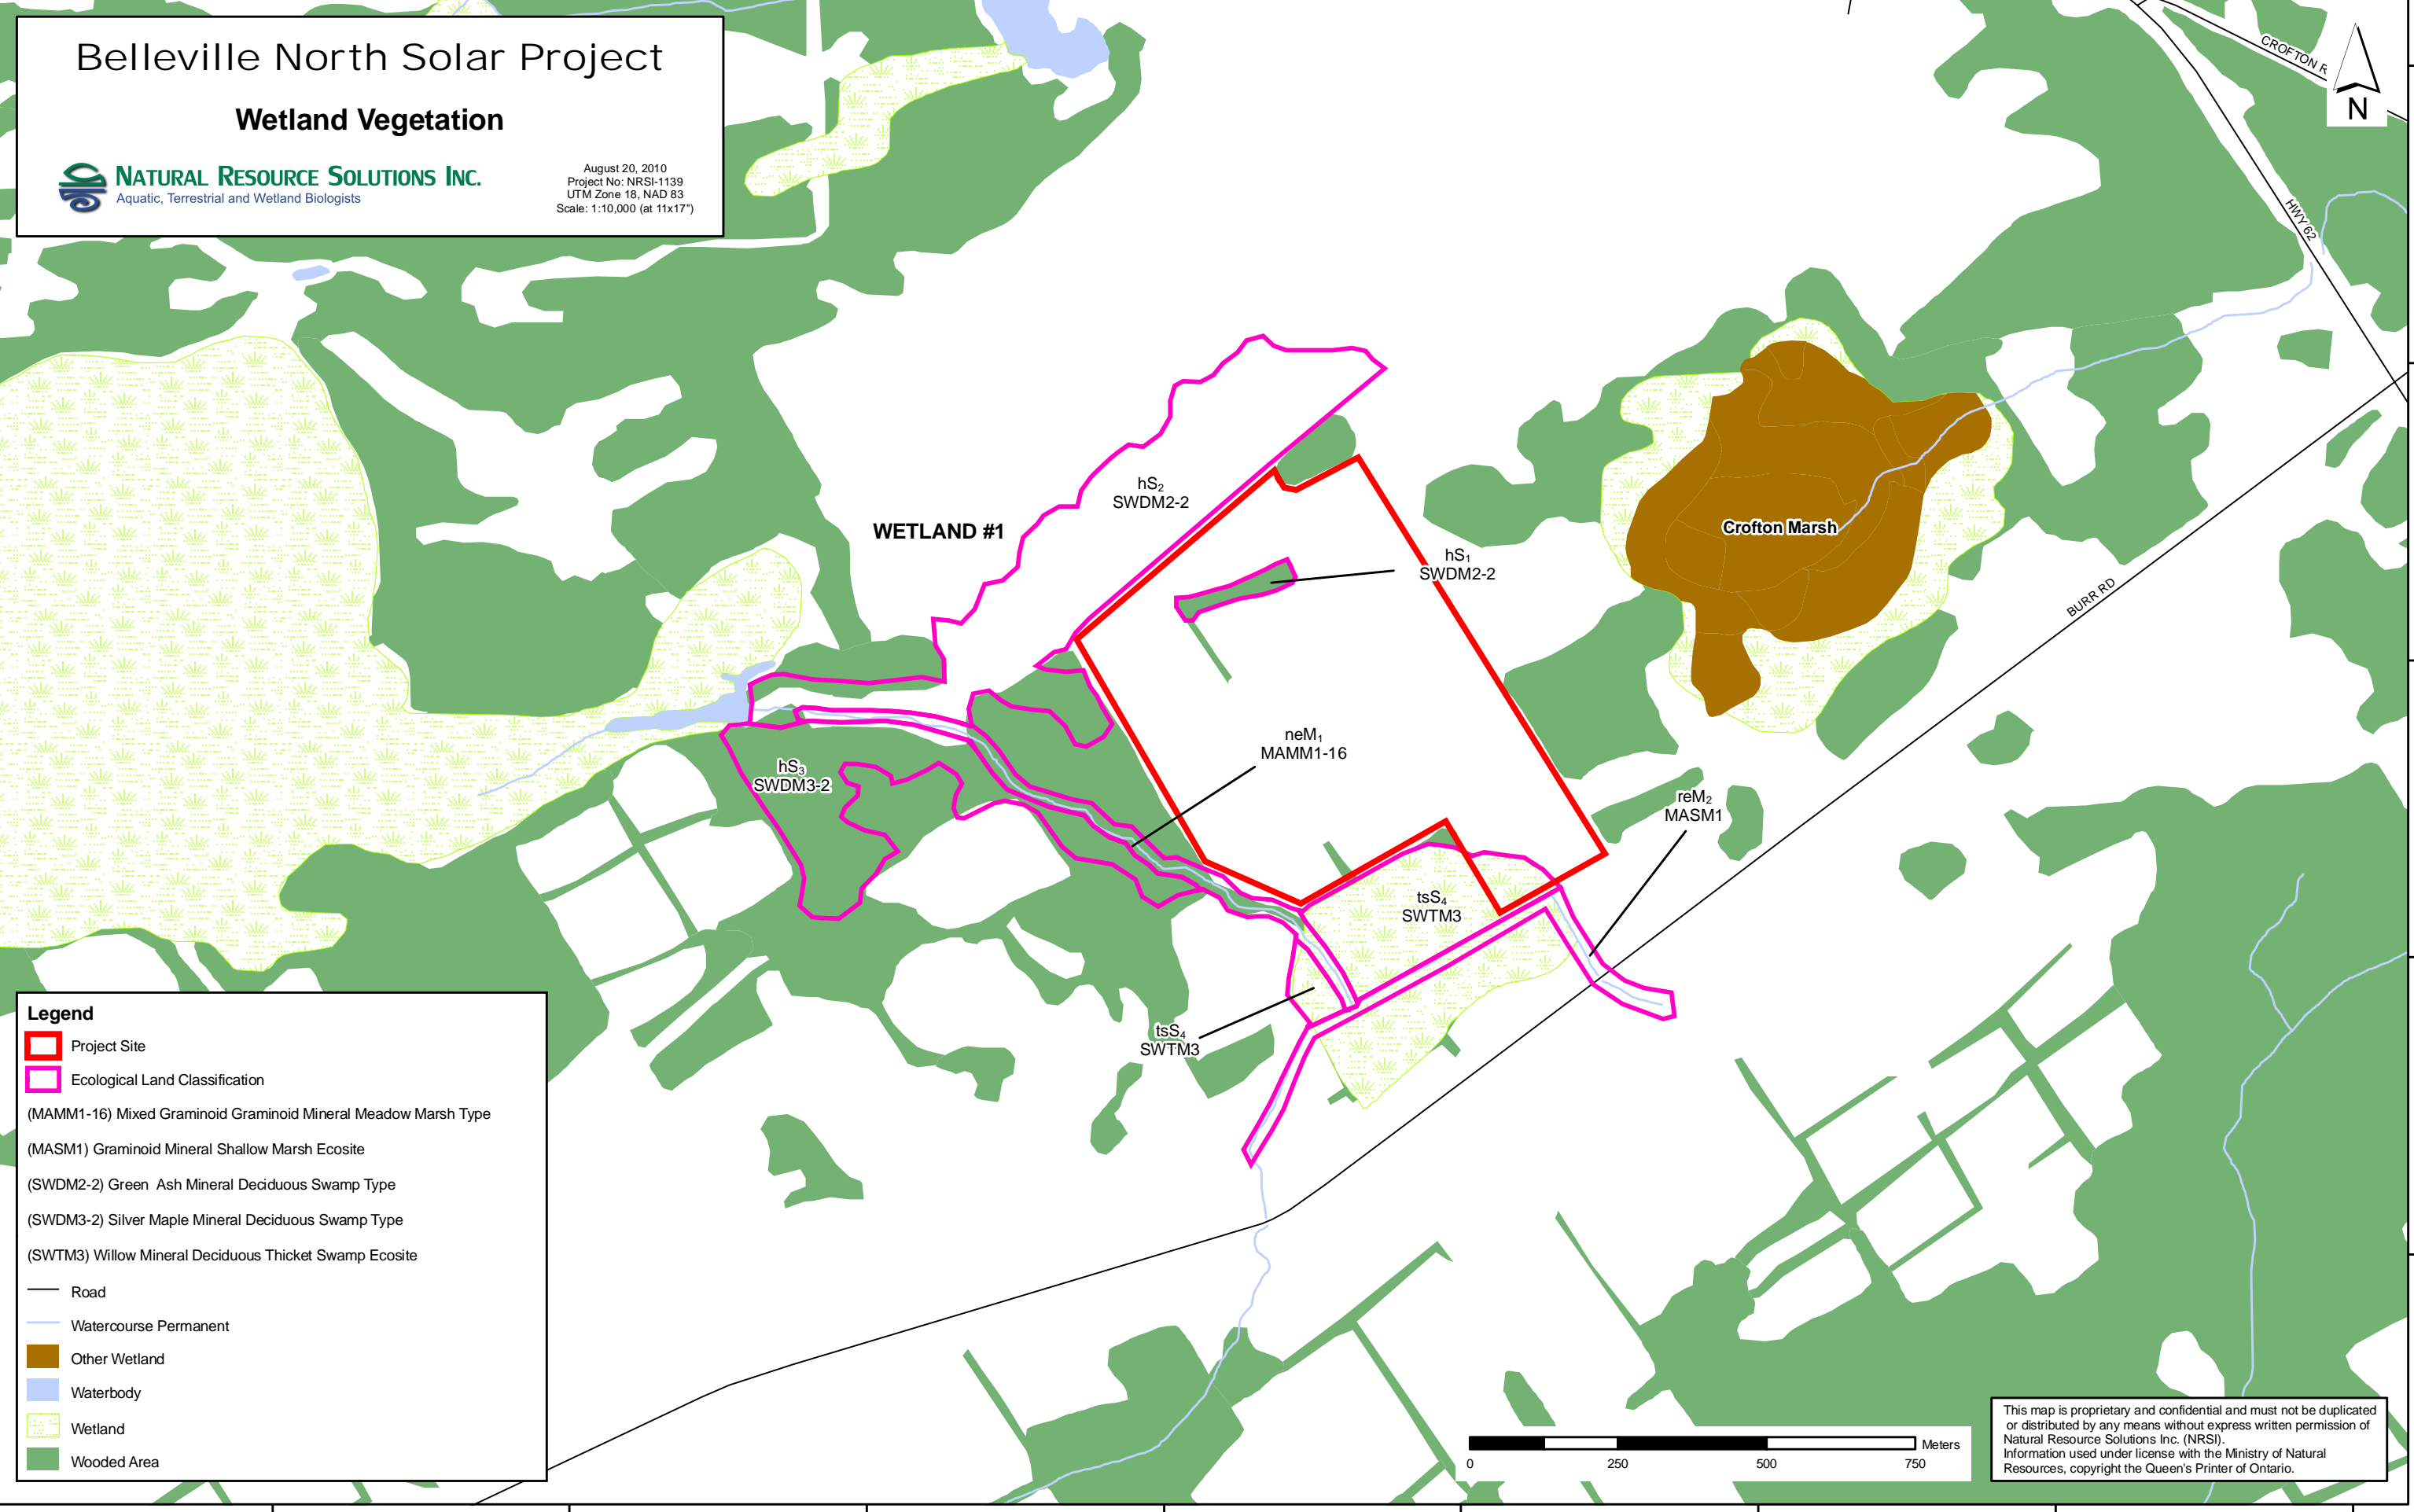 Belleville North Solar Project
Wetland Vegetation
NATURAL RESOURCE SOLUTIONS INC.
Aquatic, Terrestrial and Wetland Biologists
August 20, 2010
Project No: NRSI-1139
UTM Zone 18, NAD 83
Scale: 1:10,000 (at 11x17")
CROFTON R
N
HWY 62
hS2
SWDM2-2
WETLAND #1
hS1
SWDM2-2
Crofton Marsh
BURR RD
neM1
MAMM1-16
hS3
SWDM3-2
reM2
MASM1
tsS4
SWTM3
tsS4
SWTM3
Legend
Project Site
Ecological Land Classification
(MAMM1-16) Mixed Graminoid Graminoid Mineral Meadow Marsh Type
(MASM1) Graminoid Mineral Shallow Marsh Ecosite
(SWDM2-2) Green Ash Mineral Deciduous Swamp Type
(SWDM3-2) Silver Maple Mineral Deciduous Swamp Type
(SWTM3) Willow Mineral Deciduous Thicket Swamp Ecosite
Road
Watercourse Permanent
Other Wetland
Waterbody
Wetland
Wooded Area
Meters
0 250 500 750
This map is proprietary and confidential and must not be duplicated
or distributed by any means without express written permission of
Natural Resource Solutions Inc. (NRSI).
Information used under license with the Ministry of Natural
Resources, copyright the Queen's Printer of Ontario.